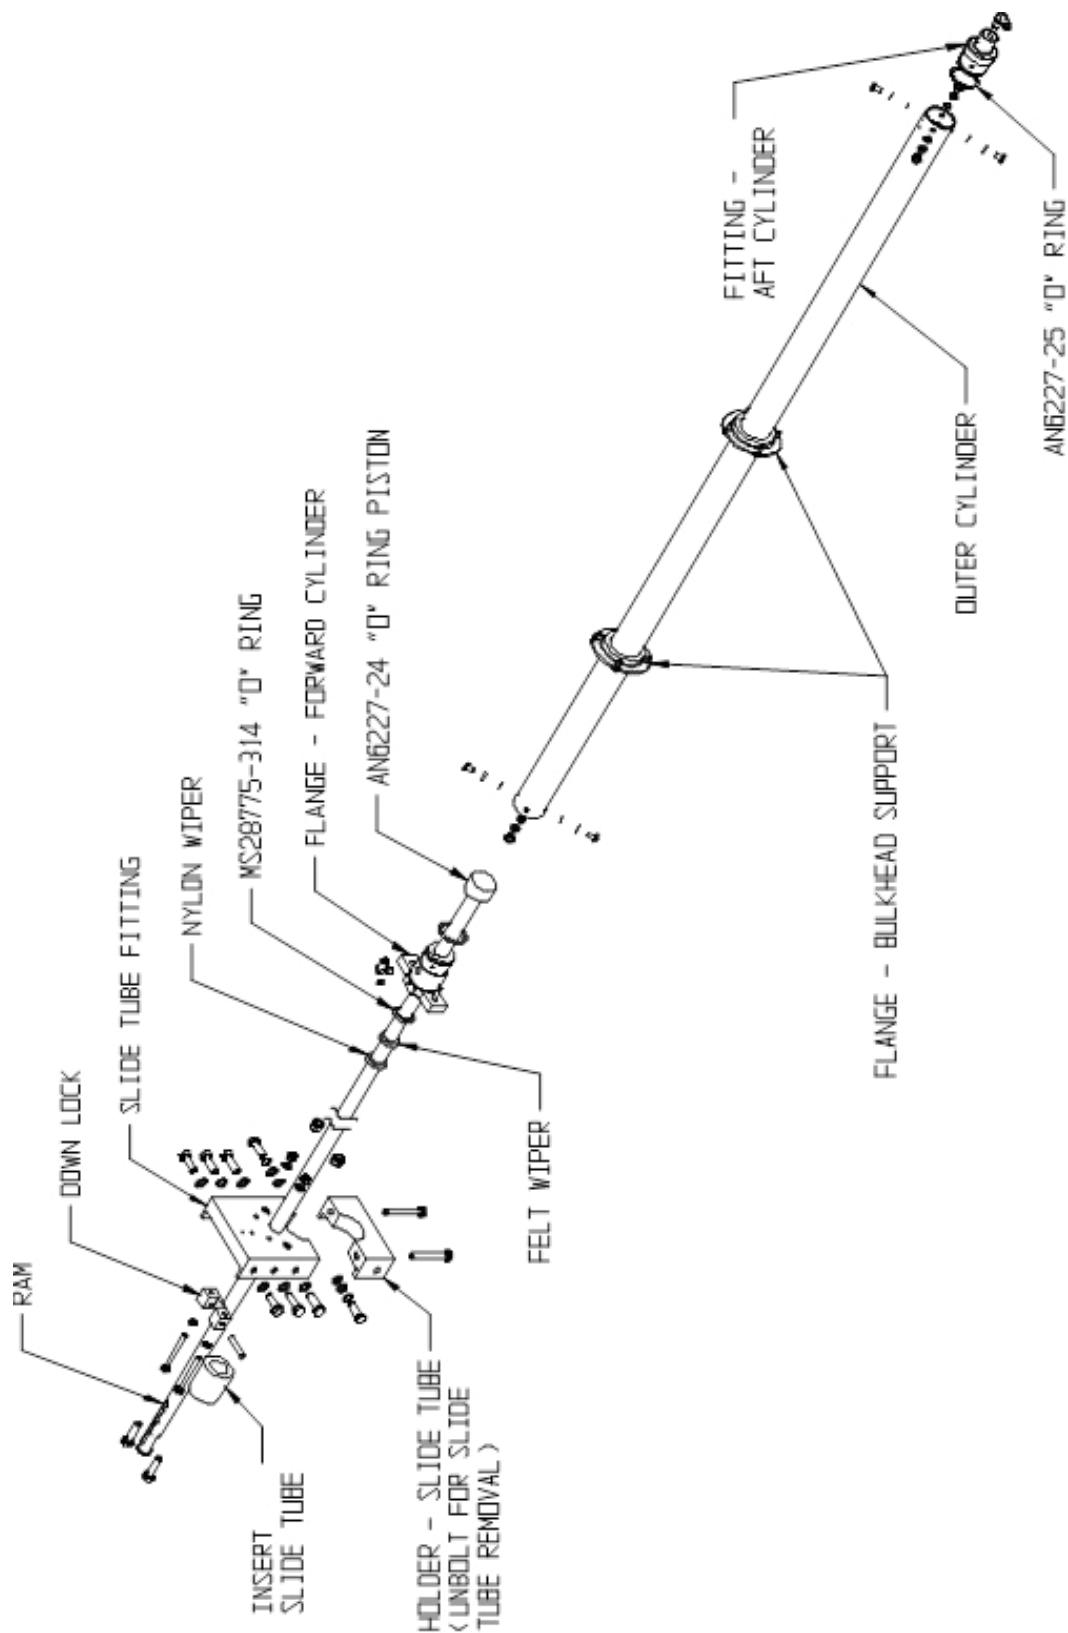 RAM
DOWN LOCK
SLIDE TUBE FITTING
NYLON WIPER
MS28775-314 "O" RING
FLANGE - FORWARD CYLINDER
AN6227-24 "O" RING PISTON
FITTING -
AFT CYLINDER
INSERT
SLIDE TUBE
HOLDER - SLIDE TUBE
(UNBOLT FOR SLIDE
TUBE REMOVAL)
FELT WIPER
FLANGE - BULKHEAD SUPPORT
OUTER CYLINDER
AN6227-25 "O" RING